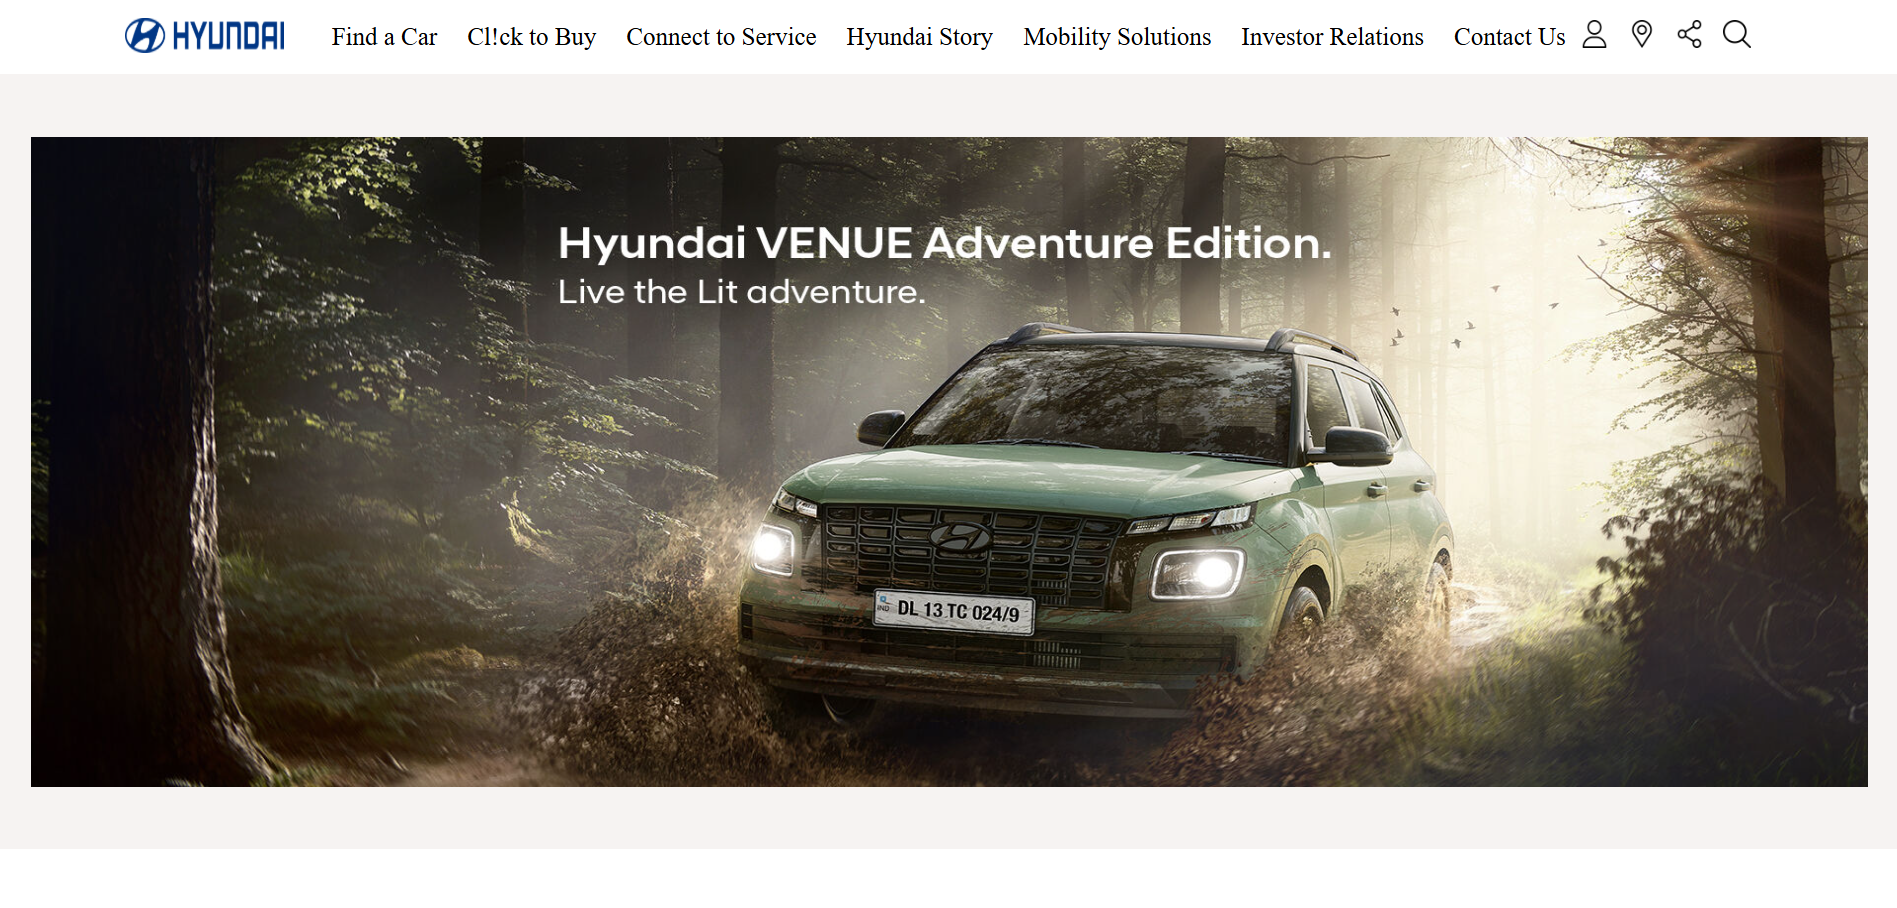 HYUNDAI
Find a Car
Cl!ck to Buy
Connect to Service
Hyundai Story
Mobility Solutions
Investor Relations
Contact Us
Hyundai VENUE Adventure Edition.
Live the Lit adventure.
IND DL 13 TC 024/9